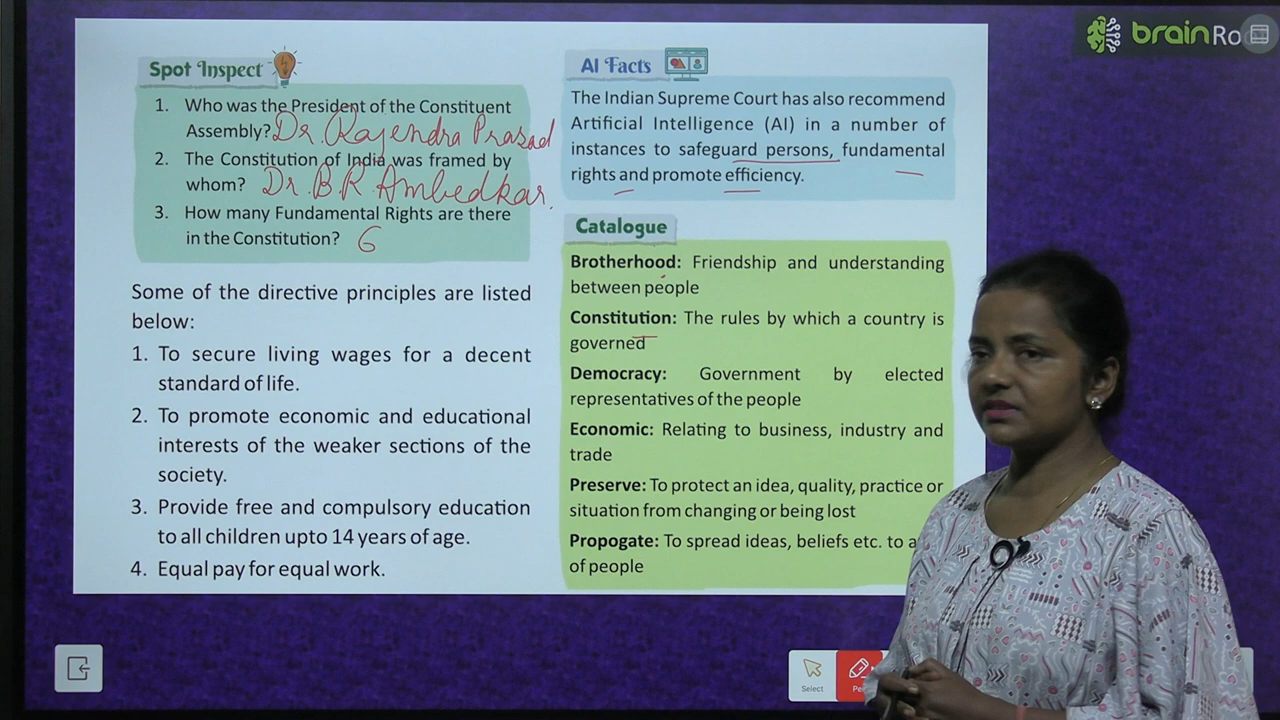 Spot Inspect
1. Who was the President of the Constituent
Assembly? Dr. Rajendra Prasad
2. The Constitution of India was framed by
whom? Dr. B R Ambedkar.
3. How many Fundamental Rights are there
in the Constitution? 6
Some of the directive principles are listed
below:
1. To secure living wages for a decent
standard of life.
2. To promote economic and educational
interests of the weaker sections of the
society.
3. Provide free and compulsory education
to all children upto 14 years of age.
4. Equal pay for equal work.
AI Facts
The Indian Supreme Court has also recommend
Artificial Intelligence (AI) in a number of
instances to safeguard persons, fundamental
rights and promote efficiency.
Catalogue
Brotherhood: Friendship and understanding
between people
Constitution: The rules by which a country is
governed
Democracy: Government by elected
representatives of the people
Economic: Relating to business, industry and
trade
Preserve: To protect an idea, quality, practice or
situation from changing or being lost
Propogate: To spread ideas, beliefs etc. to a
of people
brain Ro
Select